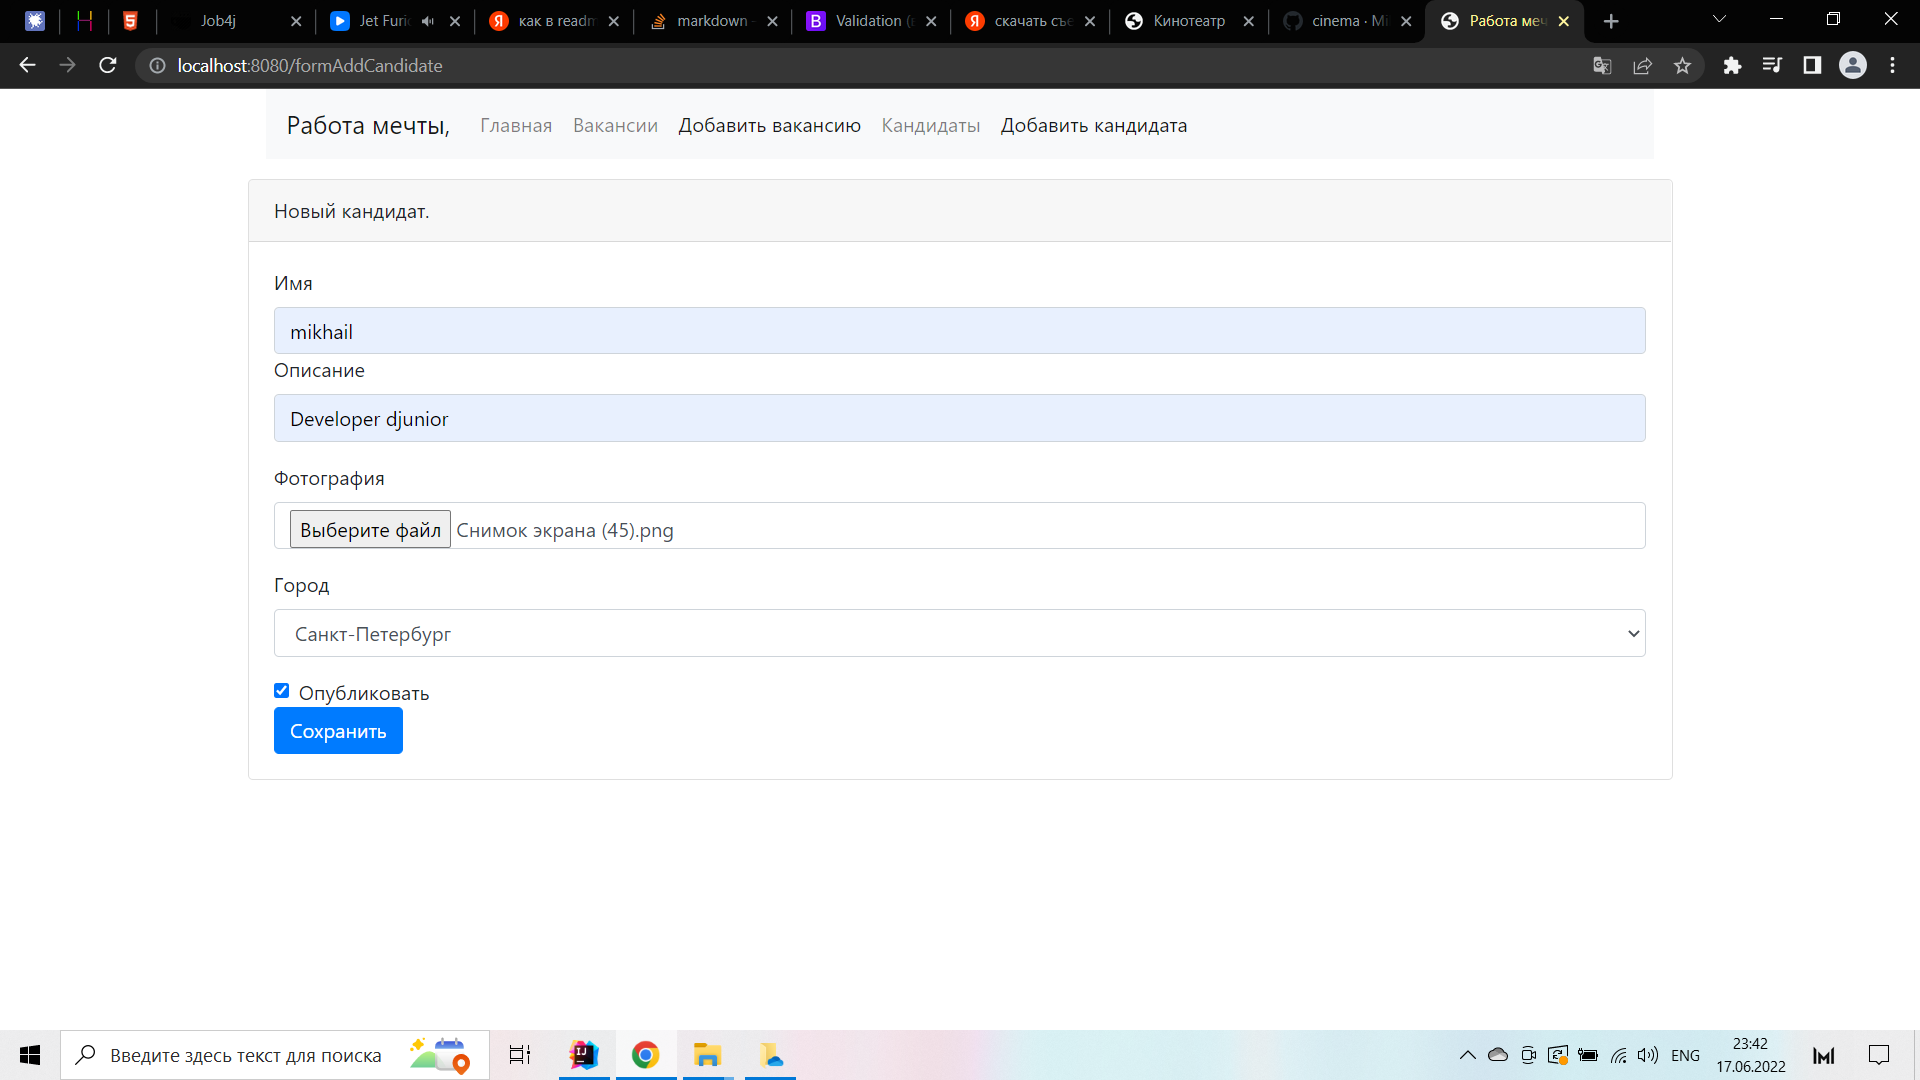 Job4j
Jet Furi
как в readm
markdown
Validation (в
скачать съе
Кинотеатр
cinema · Mi
Работа меч
localhost:8080/formAddCandidate
Работа мечты, Главная Вакансии Добавить вакансию Кандидаты Добавить кандидата
Новый кандидат.
Имя
mikhail
Описание
Developer djunior
Фотография
Выберите файл Снимок экрана (45).png
Город
Санкт-Петербург
Опубликовать
Сохранить
Введите здесь текст для поиска
ENG
23:42
17.06.2022